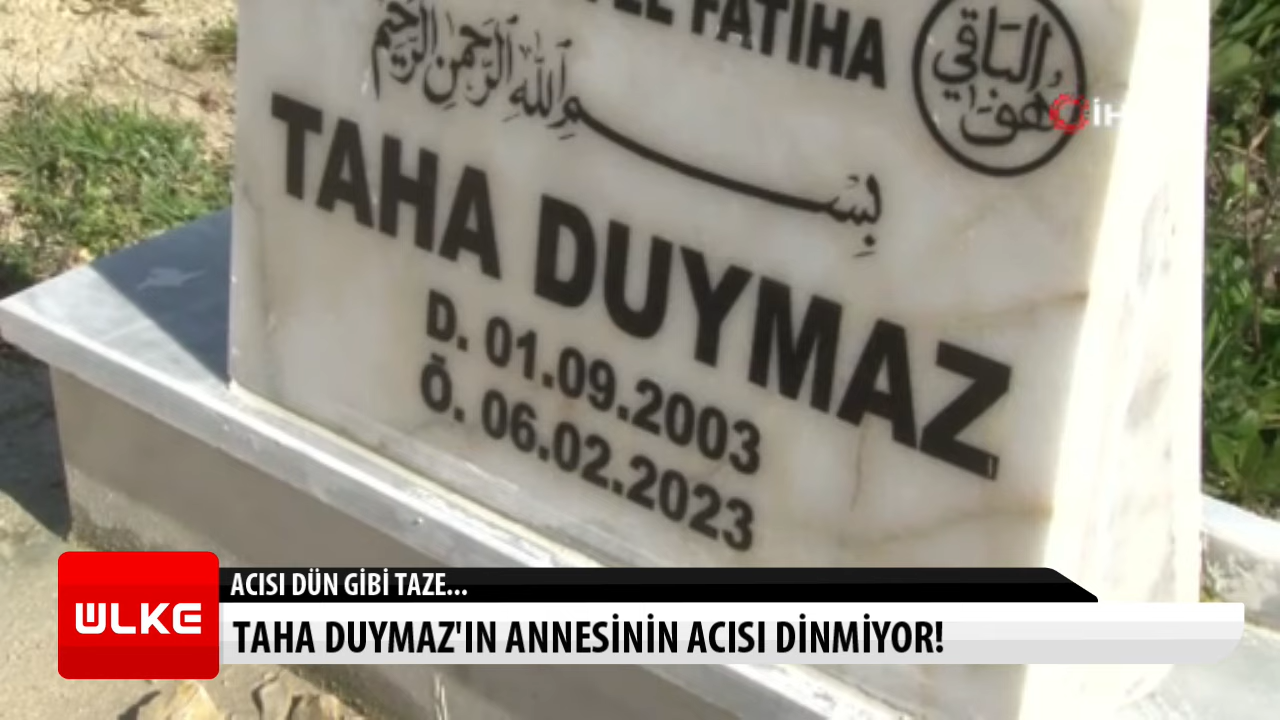 EL FATİHA
الباقي
هو
بسم الله الرحمن الرحيم
TAHA DUYMAZ
D. 01.09.2003
Ö. 06.02.2023
İH
ACISI DÜN GİBİ TAZE...
ÜLKE
TAHA DUYMAZ'IN ANNESİNİN ACISI DİNMİYOR!